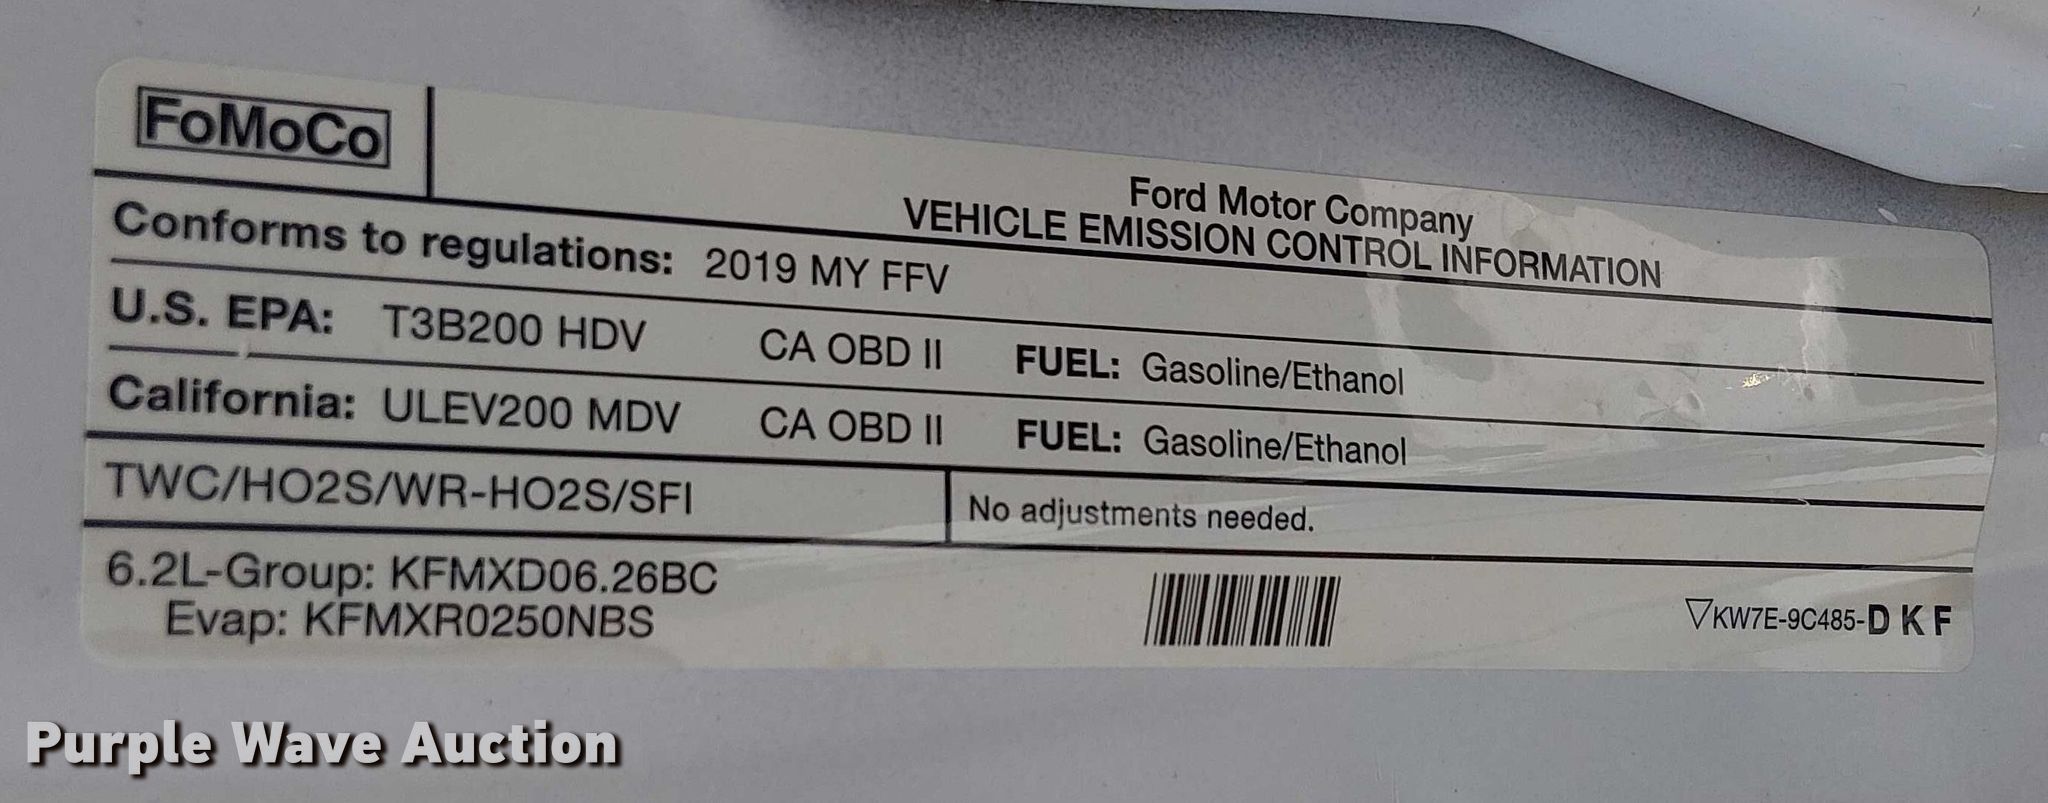 FoMoCo
Ford Motor Company
VEHICLE EMISSION CONTROL INFORMATION
Conforms to regulations: 2019 MY FFV
U.S. EPA: T3B200 HDV CA OBD II FUEL: Gasoline/Ethanol
California: ULEV200 MDV CA OBD II FUEL: Gasoline/Ethanol
TWC/HO2S/WR-HO2S/SFI No adjustments needed.
6.2L-Group: KFMXD06.26BC
Evap: KFMXR0250NBS
▽KW7E-9C485-D K F
Purple Wave Auction